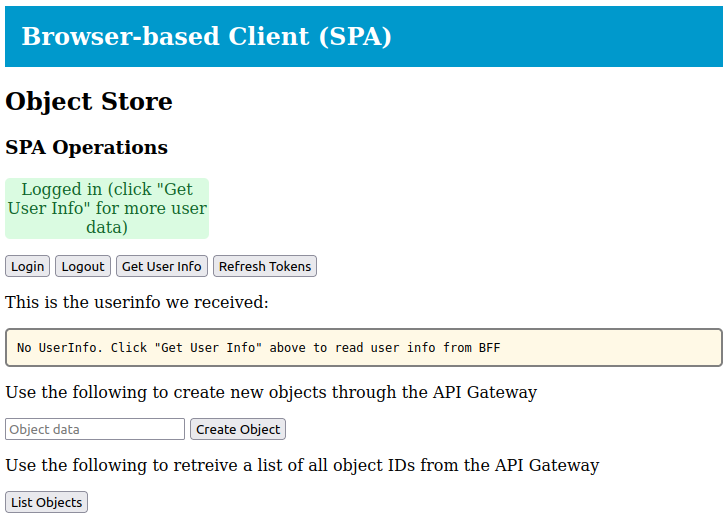 Browser-based Client (SPA)
Object Store
SPA Operations
Logged in (click "Get
User Info" for more user
data)
Login Logout Get User Info Refresh Tokens
This is the userinfo we received:
No UserInfo. Click "Get User Info" above to read user info from BFF
Use the following to create new objects through the API Gateway
Object data Create Object
Use the following to retreive a list of all object IDs from the API Gateway
List Objects